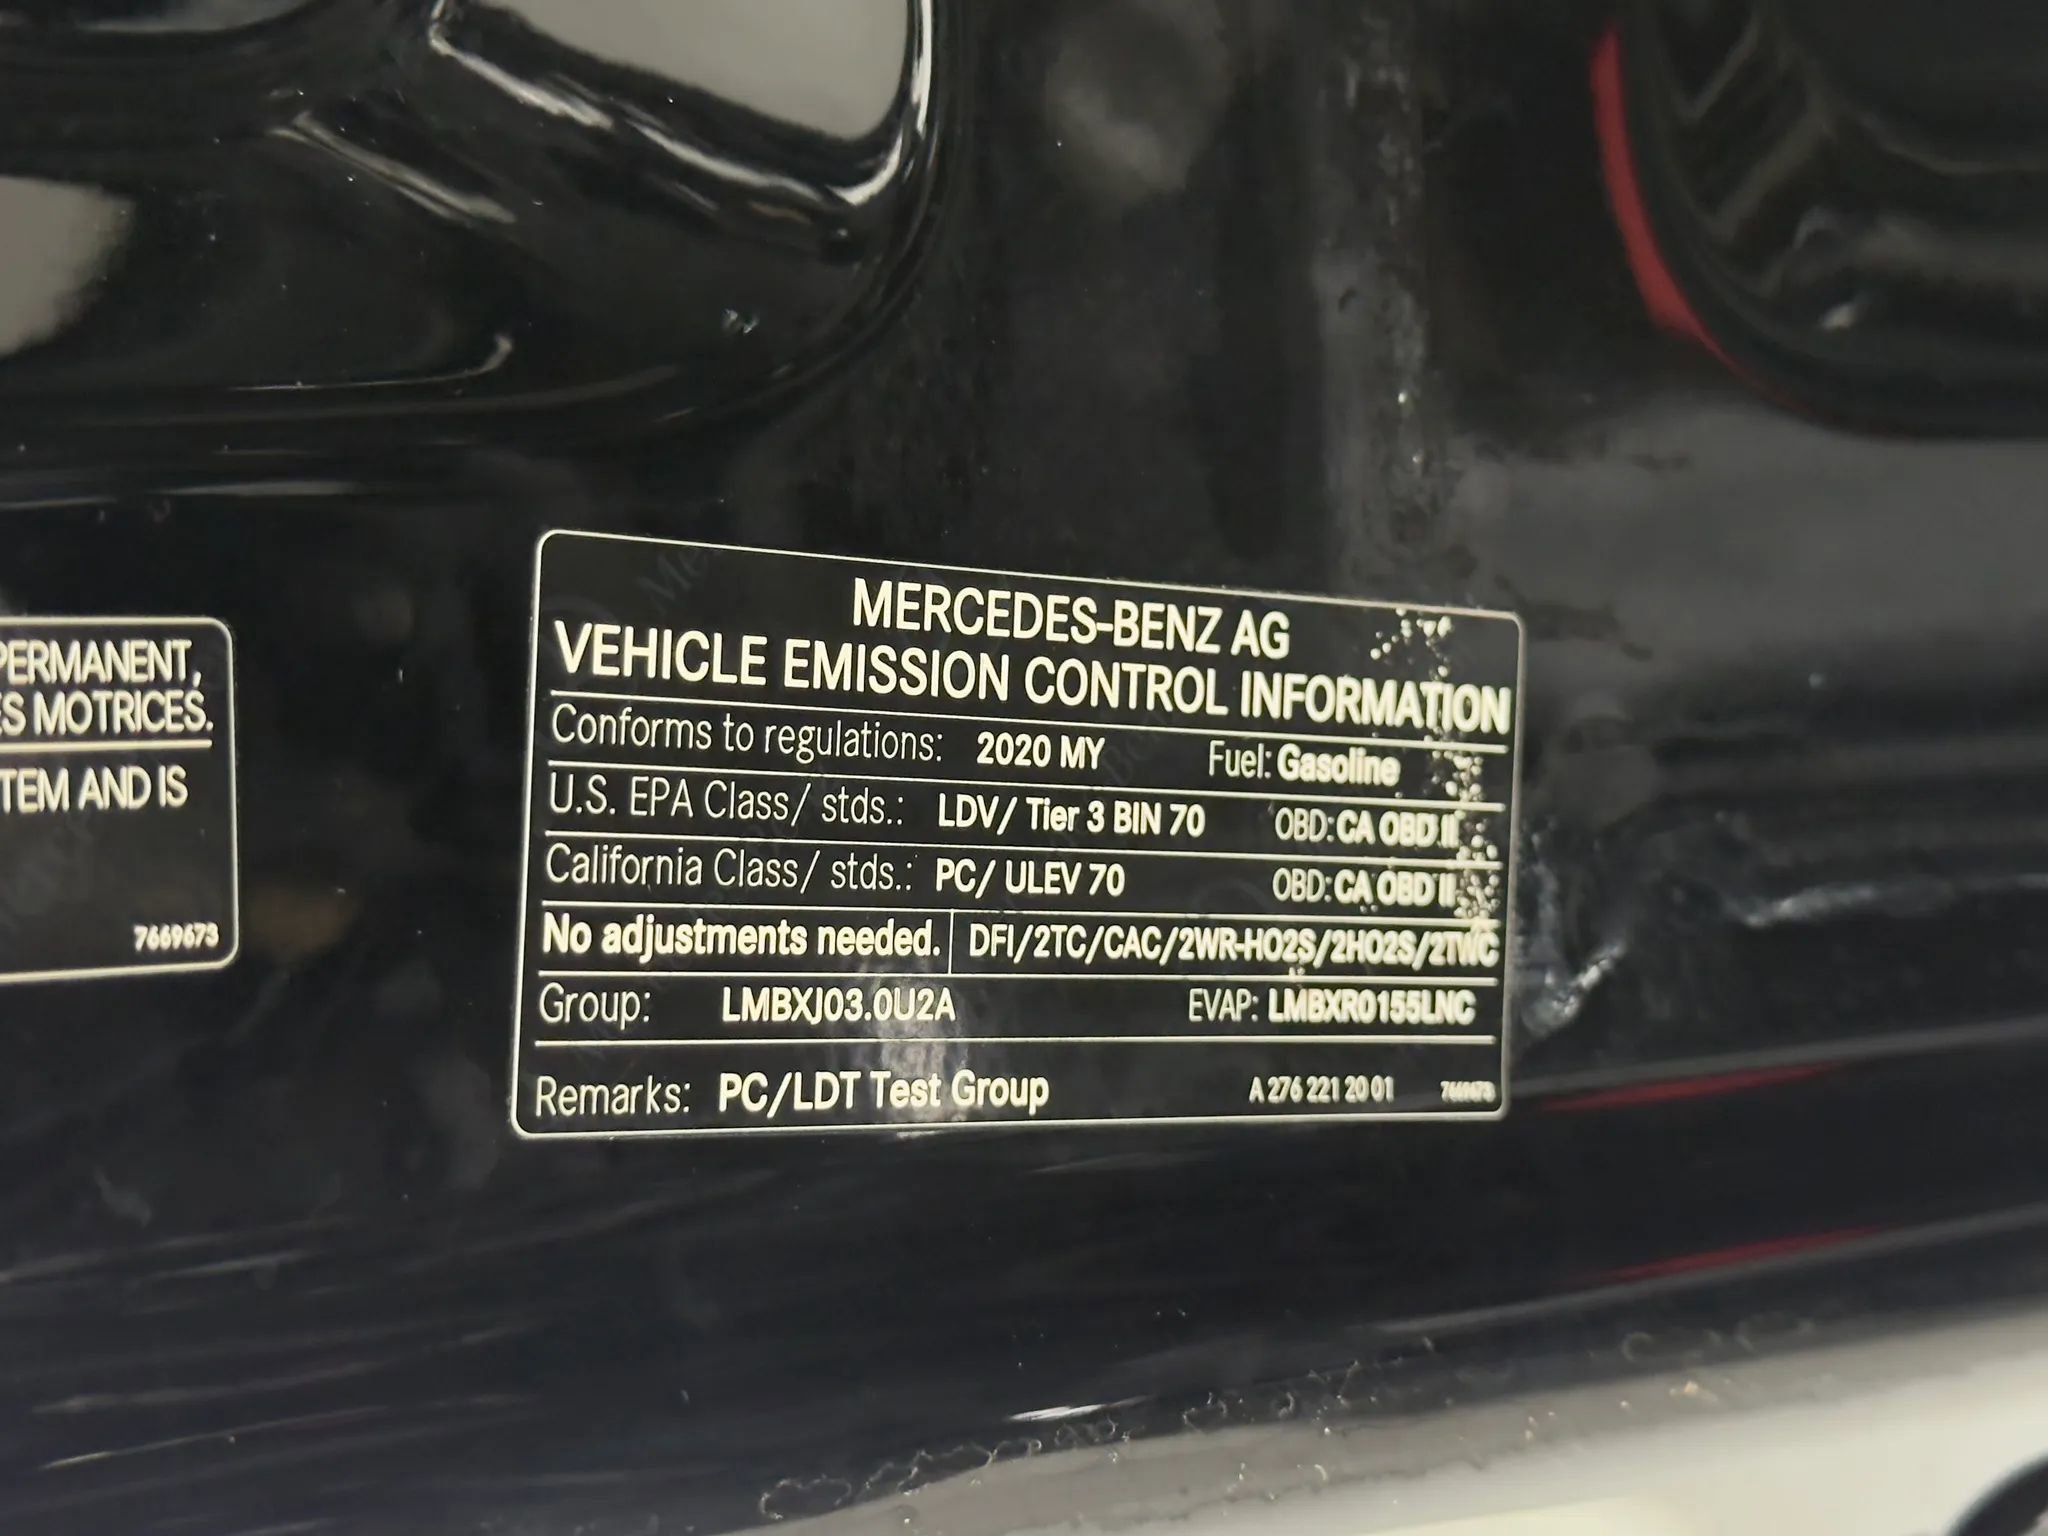 PERMANENT,
ES MOTRICES.
TEM AND IS
7669673
MERCEDES-BENZ AG
VEHICLE EMISSION CONTROL INFORMATION
Conforms to regulations: 2020 MY Fuel: Gasoline
U.S. EPA Class/ stds.: LDV/ Tier 3 BIN 70 OBD: CA OBD II
California Class/ stds.: PC/ ULEV 70 OBD: CA OBD II
No adjustments needed. DFI/2TC/CAC/2WR-HO2S/2HO2S/2TWC
Group: LMBXJ03.0U2A EVAP: LMBXR0155LNC
Remarks: PC/LDT Test Group A 276 221 20 01 7669673